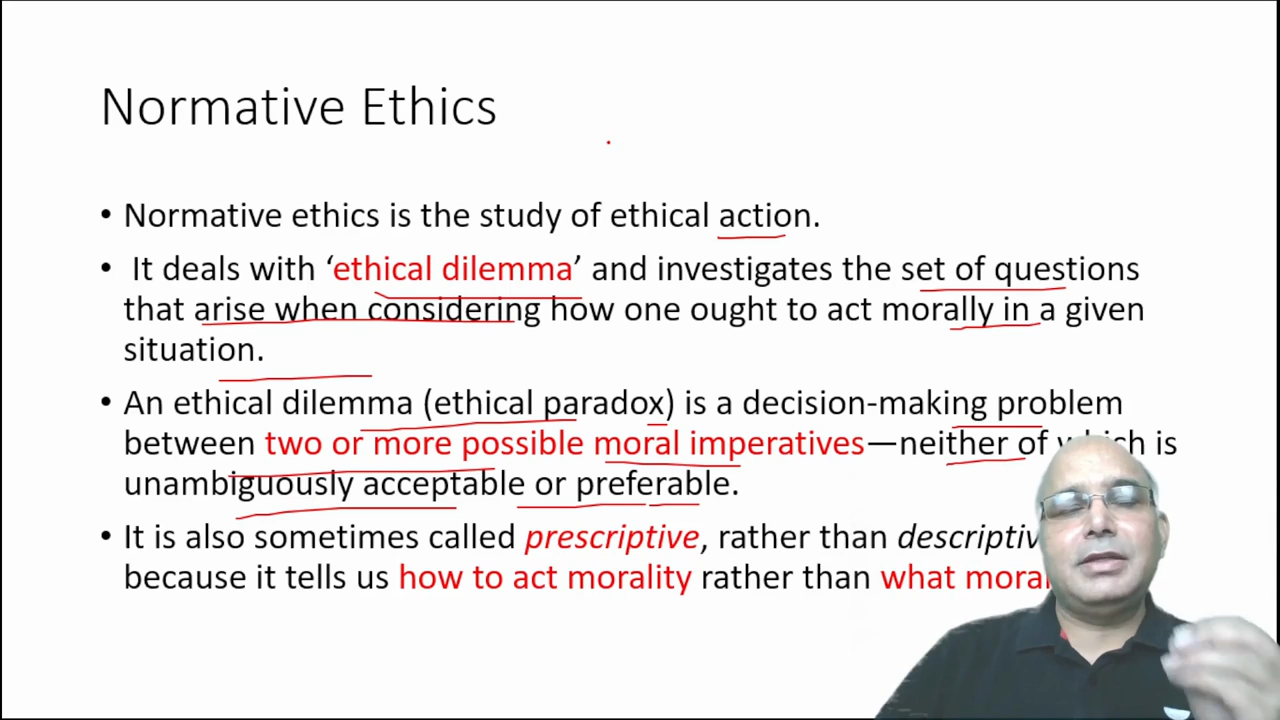 Normative Ethics
• Normative ethics is the study of ethical action.
• It deals with ‘ethical dilemma’ and investigates the set of questions
that arise when considering how one ought to act morally in a given
situation.
• An ethical dilemma (ethical paradox) is a decision-making problem
between two or more possible moral imperatives—neither of which is
unambiguously acceptable or preferable.
• It is also sometimes called prescriptive, rather than
because it tells us how to act morality rather than what